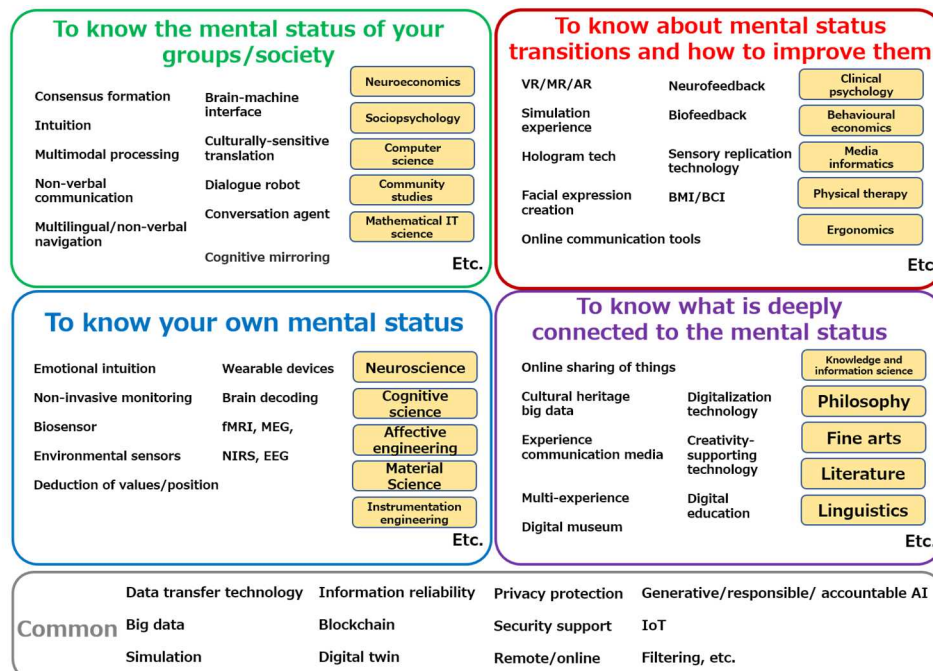 To know the mental status of your
groups/society
Consensus formation
Intuition
Multimodal processing
Non-verbal
communication
Multilingual/non-verbal
navigation
Brain-machine
interface
Culturally-sensitive
translation
Dialogue robot
Conversation agent
Cognitive mirroring
Neuroeconomics
Sociopsychology
Computer
science
Community
studies
Mathematical IT
science
Etc.
To know about mental status
transitions and how to improve them
VR/MR/AR
Simulation
experience
Hologram tech
Facial expression
creation
Online communication tools
Neurofeedback
Biofeedback
Sensory replication
technology
BMI/BCI
Clinical
psychology
Behavioural
economics
Media
informatics
Physical therapy
Ergonomics
Etc
To know your own mental status
Emotional intuition
Non-invasive monitoring
Biosensor
Environmental sensors
Deduction of values/position
Wearable devices
Brain decoding
fMRI, MEG,
NIRS, EEG
Neuroscience
Cognitive
science
Affective
engineering
Material
Science
Instrumentation
engineering
Etc.
To know what is deeply
connected to the mental status
Online sharing of things
Cultural heritage
big data
Experience
communication media
Multi-experience
Digital museum
Digitalization
technology
Creativity-
supporting
technology
Digital
education
Knowledge and
information science
Philosophy
Fine arts
Literature
Linguistics
Etc.
Common
Data transfer technology
Information reliability
Privacy protection
Generative/responsible/ accountable AI
Big data
Blockchain
Security support
IoT
Simulation
Digital twin
Remote/online
Filtering, etc.